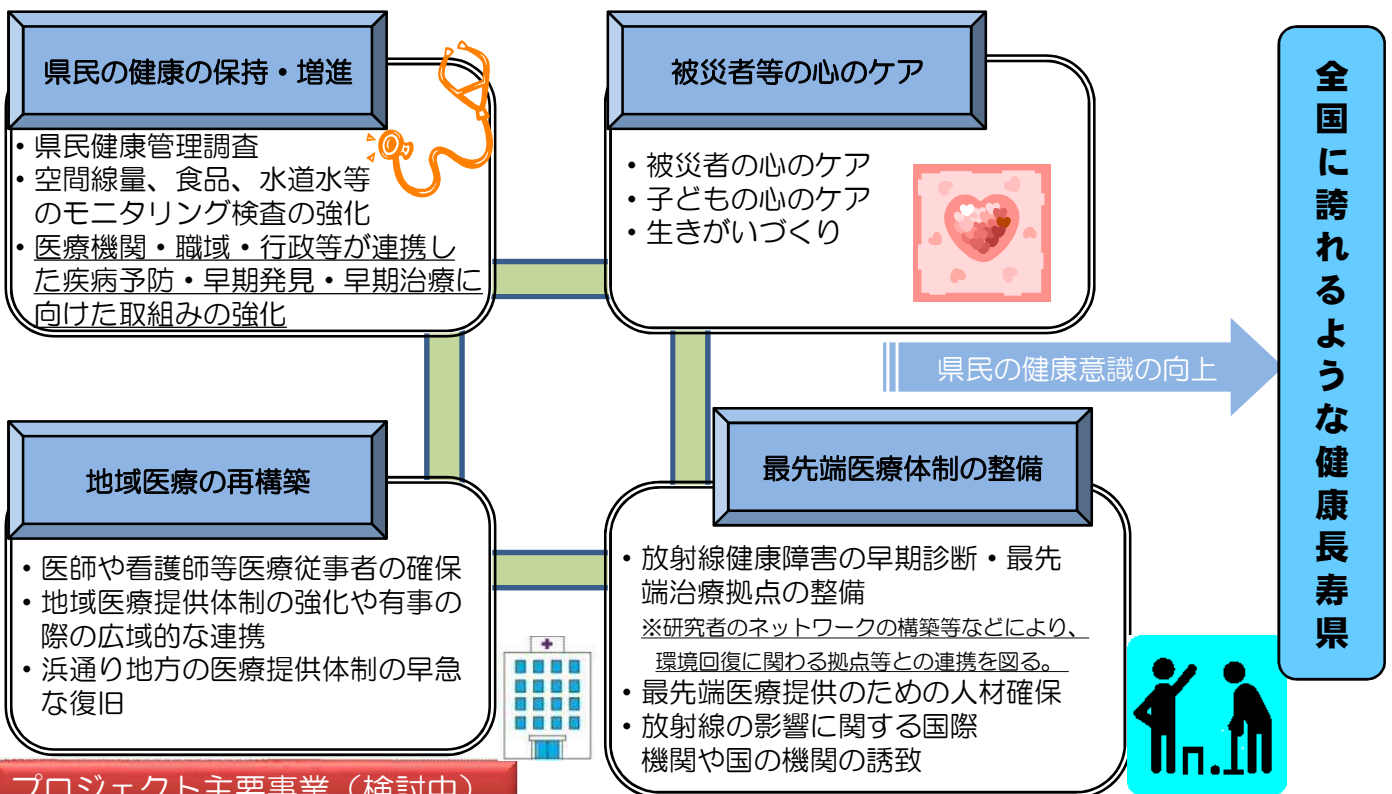 県民の健康の保持・増進
・県民健康管理調査
・空間線量、食品、水道水等
のモニタリング検査の強化
・医療機関・職域・行政等が連携し
た疾病予防・早期発見・早期治療に
向けた取組みの強化
被災者等の心のケア
・被災者の心のケア
・子どもの心のケア
・生きがいづくり
県民の健康意識の向上
全国に誇れるような健康長寿県
地域医療の再構築
・医師や看護師等医療従事者の確保
・地域医療提供体制の強化や有事の
際の広域的な連携
・浜通り地方の医療提供体制の早急
な復旧
最先端医療体制の整備
・放射線健康障害の早期診断・最先
端治療拠点の整備
※研究者のネットワークの構築等などにより、
環境回復に関わる拠点等との連携を図る。
・最先端医療提供のための人材確保
・放射線の影響に関する国際
機関や国の機関の誘致
プロジェクト主要事業（検討中）